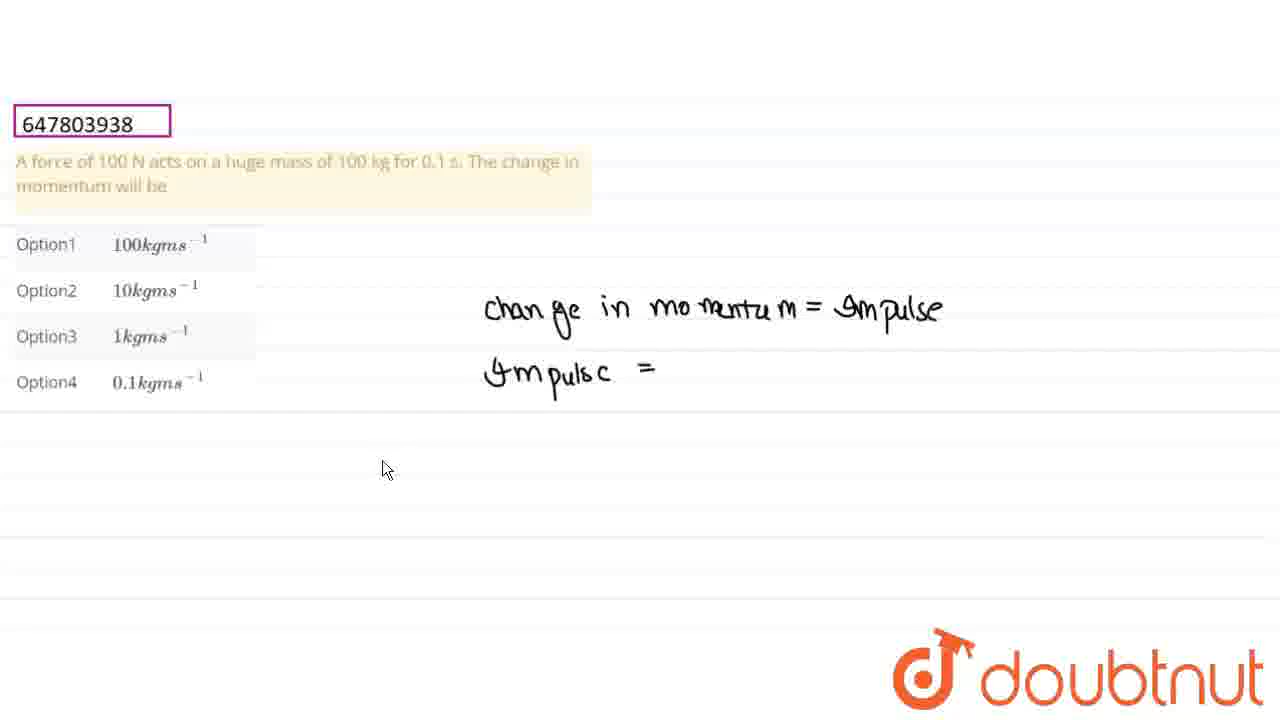 647803938
A force of 100 N acts on a huge mass of 100 kg for 0.1 s. The change in
momentum will be
Option1 100kgms⁻¹
Option2 10kgms⁻¹
Option3 1kgms⁻¹
Option4 0.1kgms⁻¹
change in momentum = Impulse
Impulse =
doubtnut